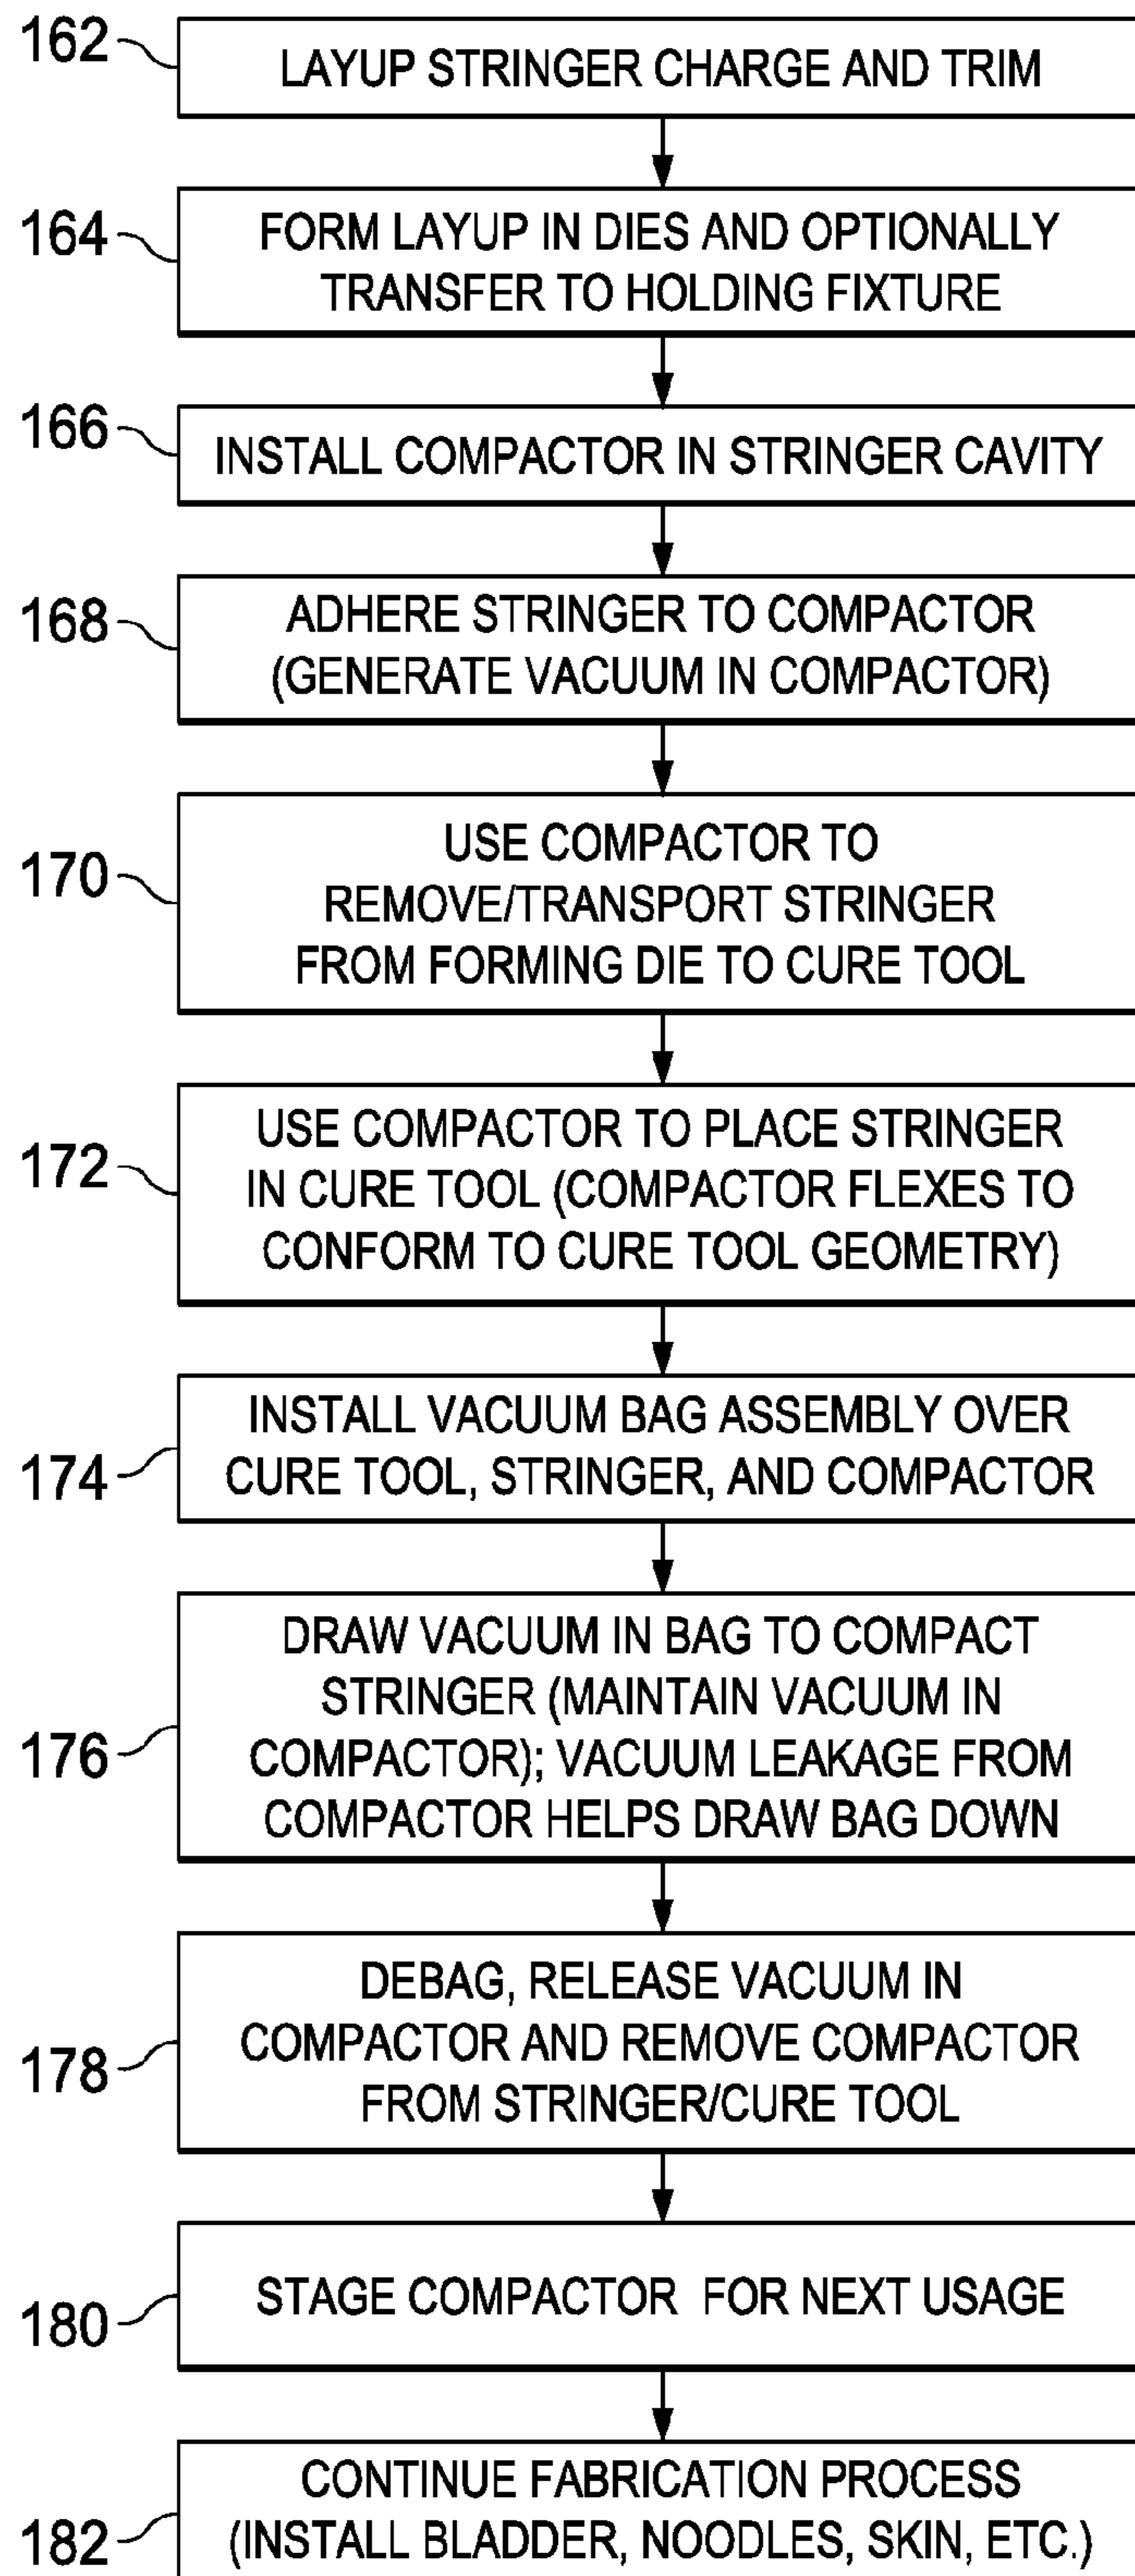 162
LAYUP STRINGER CHARGE AND TRIM
164
FORM LAYUP IN DIES AND OPTIONALLY
TRANSFER TO HOLDING FIXTURE
166
INSTALL COMPACTOR IN STRINGER CAVITY
168
ADHERE STRINGER TO COMPACTOR
(GENERATE VACUUM IN COMPACTOR)
170
USE COMPACTOR TO
REMOVE/TRANSPORT STRINGER
FROM FORMING DIE TO CURE TOOL
172
USE COMPACTOR TO PLACE STRINGER
IN CURE TOOL (COMPACTOR FLEXES TO
CONFORM TO CURE TOOL GEOMETRY)
174
INSTALL VACUUM BAG ASSEMBLY OVER
CURE TOOL, STRINGER, AND COMPACTOR
176
DRAW VACUUM IN BAG TO COMPACT
STRINGER (MAINTAIN VACUUM IN
COMPACTOR); VACUUM LEAKAGE FROM
COMPACTOR HELPS DRAW BAG DOWN
178
DEBAG, RELEASE VACUUM IN
COMPACTOR AND REMOVE COMPACTOR
FROM STRINGER/CURE TOOL
180
STAGE COMPACTOR FOR NEXT USAGE
182
CONTINUE FABRICATION PROCESS
(INSTALL BLADDER, NOODLES, SKIN, ETC.)